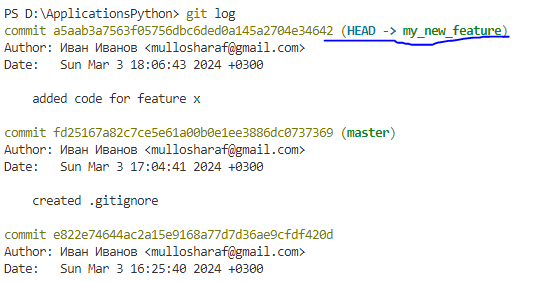 PS D:\ApplicationsPython> git log
commit a5aab3a7563f05756dbc6ded0a145a2704e34642 (HEAD -> my_new_feature)
Author: Иван Иванов <mullosharaf@gmail.com>
Date:   Sun Mar 3 18:06:43 2024 +0300
added code for feature x
commit fd25167a82c7ce5e61a00b0e1ee3886dc0737369 (master)
Author: Иван Иванов <mullosharaf@gmail.com>
Date:   Sun Mar 3 17:04:41 2024 +0300
created .gitignore
commit e822e74644ac2a15e9168a77d7d36ae9cfdf420d
Author: Иван Иванов <mullosharaf@gmail.com>
Date:   Sun Mar 3 16:25:40 2024 +0300